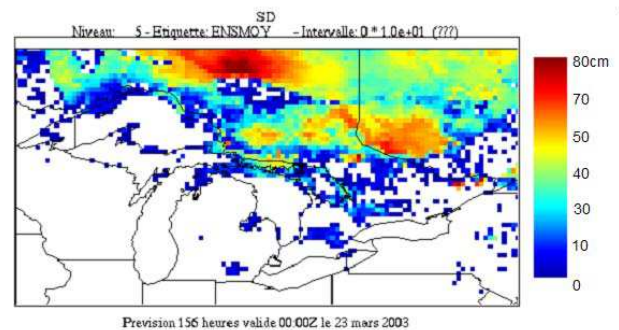 SD
Niveau: 5 - Etiquette: ENSMOY - Intervalle: 0 * 1.0e+01 (???)
80cm
70
60
50
40
30
10
0
Prevision 156 heures valide 00:00Z le 23 mars 2003